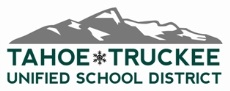 TAHOE TRUCKEE
UNIFIED SCHOOL DISTRICT